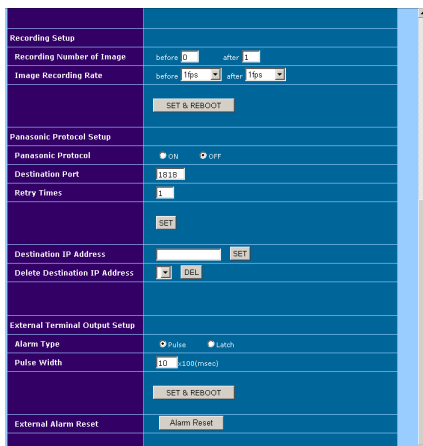 Recording Setup
Recording Number of Image before 0 after 1
Image Recording Rate before 1fps after 1fps
SET & REBOOT
Panasonic Protocol Setup
Panasonic Protocol ON OFF
Destination Port 1818
Retry Times 1
SET
Destination IP Address SET
Delete Destination IP Address DEL
External Terminal Output Setup
Alarm Type Pulse Latch
Pulse Width 10 x100(msec)
SET & REBOOT
External Alarm Reset Alarm Reset